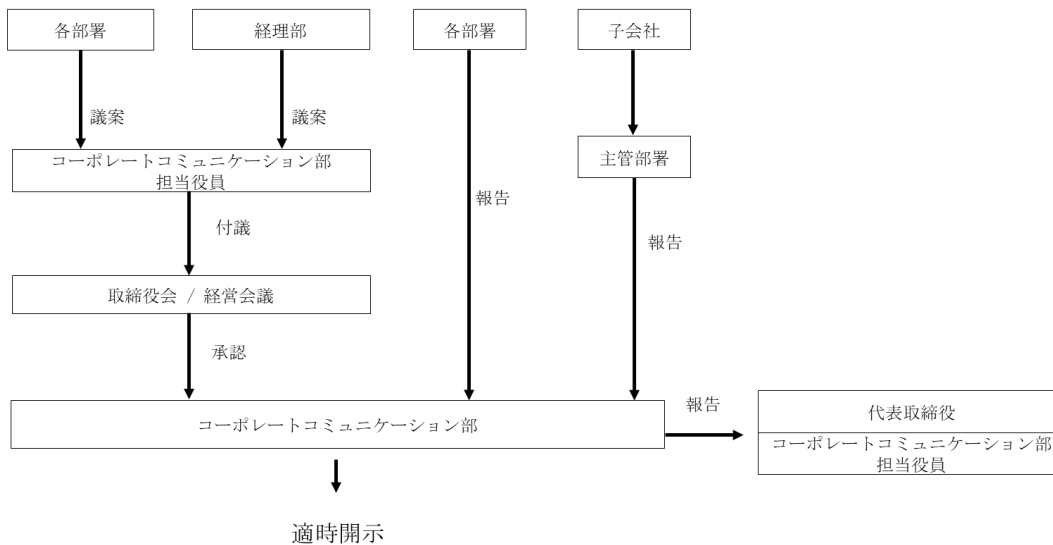 各部署
経理部
各部署
子会社
議案
議案
主管部署
コーポレートコミュニケーション部
担当役員
報告
付議
報告
取締役会 / 経営会議
承認
報告
代表取締役
コーポレートコミュニケーション部
コーポレートコミュニケーション部
担当役員
適時開示